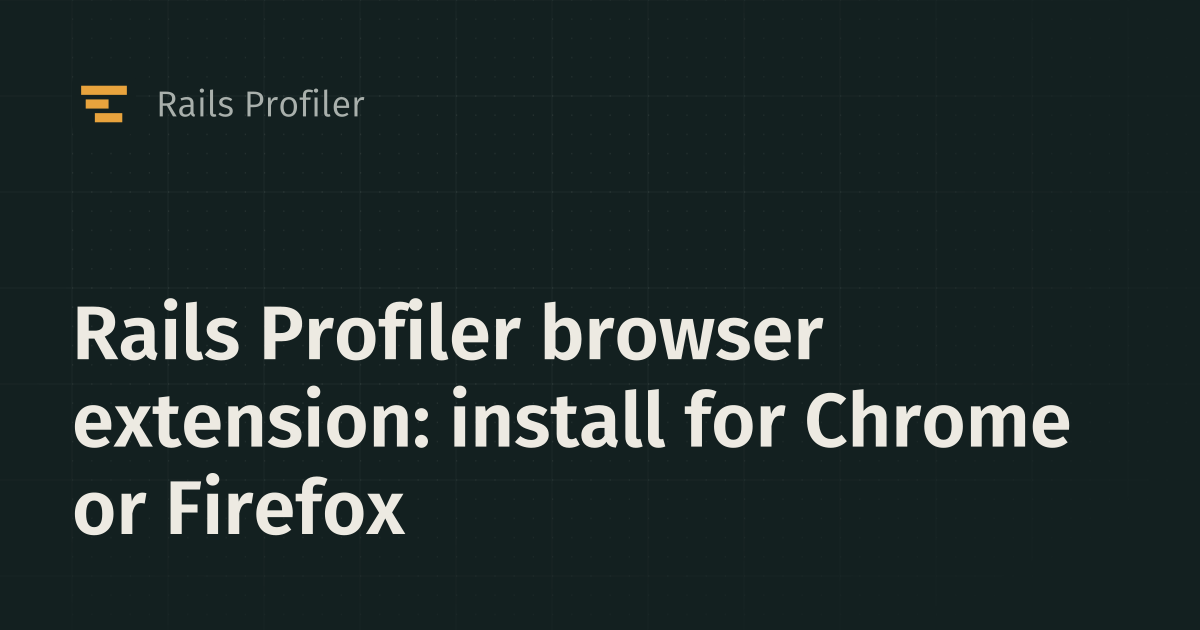 Rails Profiler
Rails Profiler browser
extension: install for Chrome
or Firefox